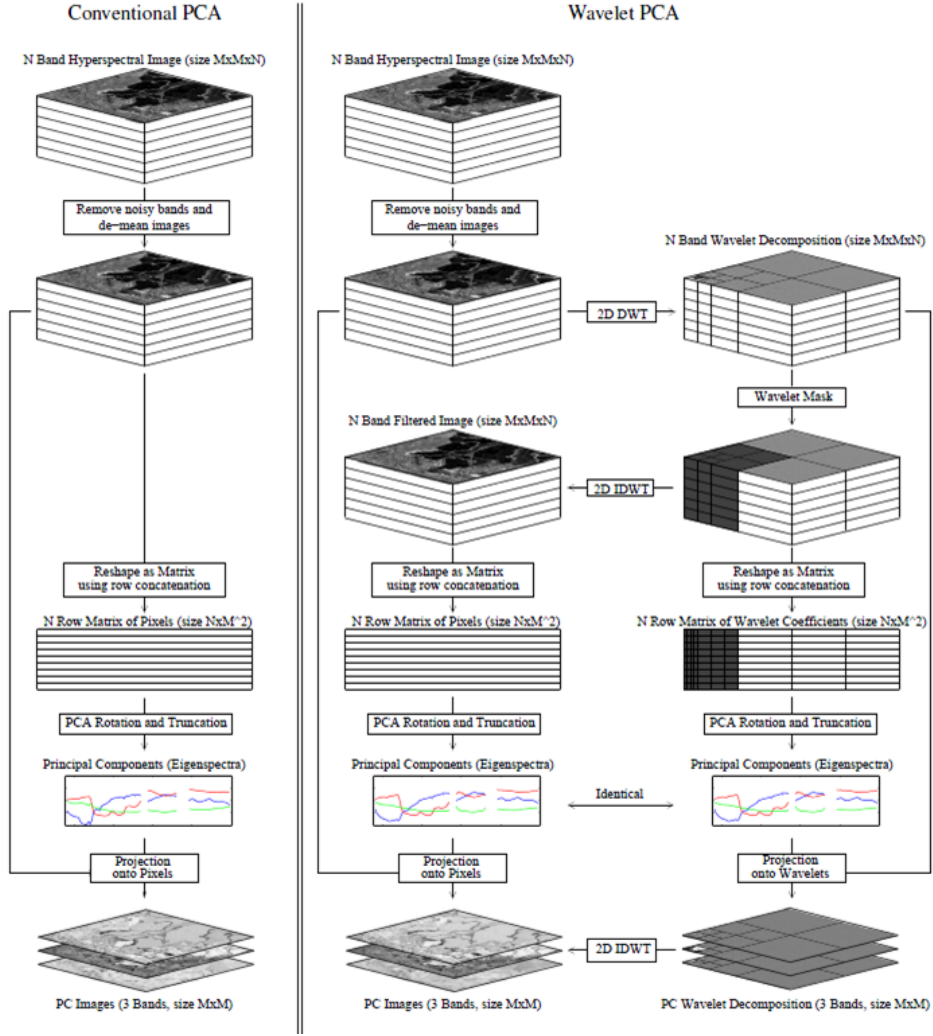 Conventional PCA
Wavelet PCA
N Band Hyperspectral Image (size MxMxN)
N Band Hyperspectral Image (size MxMxN)
Remove noisy bands and
de-mean images
Remove noisy bands and
de-mean images
N Band Wavelet Decomposition (size MxMxN)
2D DWT
Wavelet Mask
N Band Filtered Image (size MxMxN)
2D IDWT
Reshape as Matrix
using row concatenation
Reshape as Matrix
using row concatenation
Reshape as Matrix
using row concatenation
N Row Matrix of Pixels (size NxM^2)
N Row Matrix of Pixels (size NxM^2)
N Row Matrix of Wavelet Coefficients (size NxM^2)
PCA Rotation and Truncation
PCA Rotation and Truncation
PCA Rotation and Truncation
Principal Components (Eigenspectra)
Principal Components (Eigenspectra)
Principal Components (Eigenspectra)
Identical
Projection
onto Pixels
Projection
onto Pixels
Projection
onto Wavelets
2D IDWT
PC Images (3 Bands, size MxM)
PC Images (3 Bands, size MxM)
PC Wavelet Decomposition (3 Bands, size MxM)